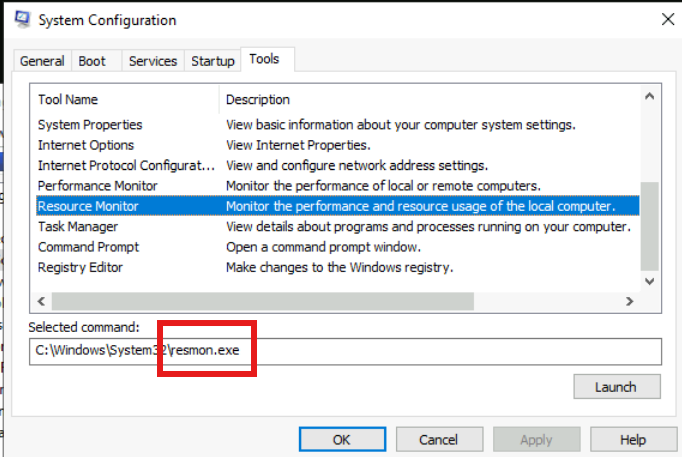 System Configuration
General Boot Services Startup Tools
Tool Name Description
System Properties View basic information about your computer system settings.
Internet Options View Internet Properties.
Internet Protocol Configurat... View and configure network address settings.
Performance Monitor Monitor the performance of local or remote computers.
Resource Monitor Monitor the performance and resource usage of the local computer.
Task Manager View details about programs and processes running on your computer.
Command Prompt Open a command prompt window.
Registry Editor Make changes to the Windows registry.
Selected command:
C:\Windows\System32\resmon.exe
Launch
OK Cancel Apply Help